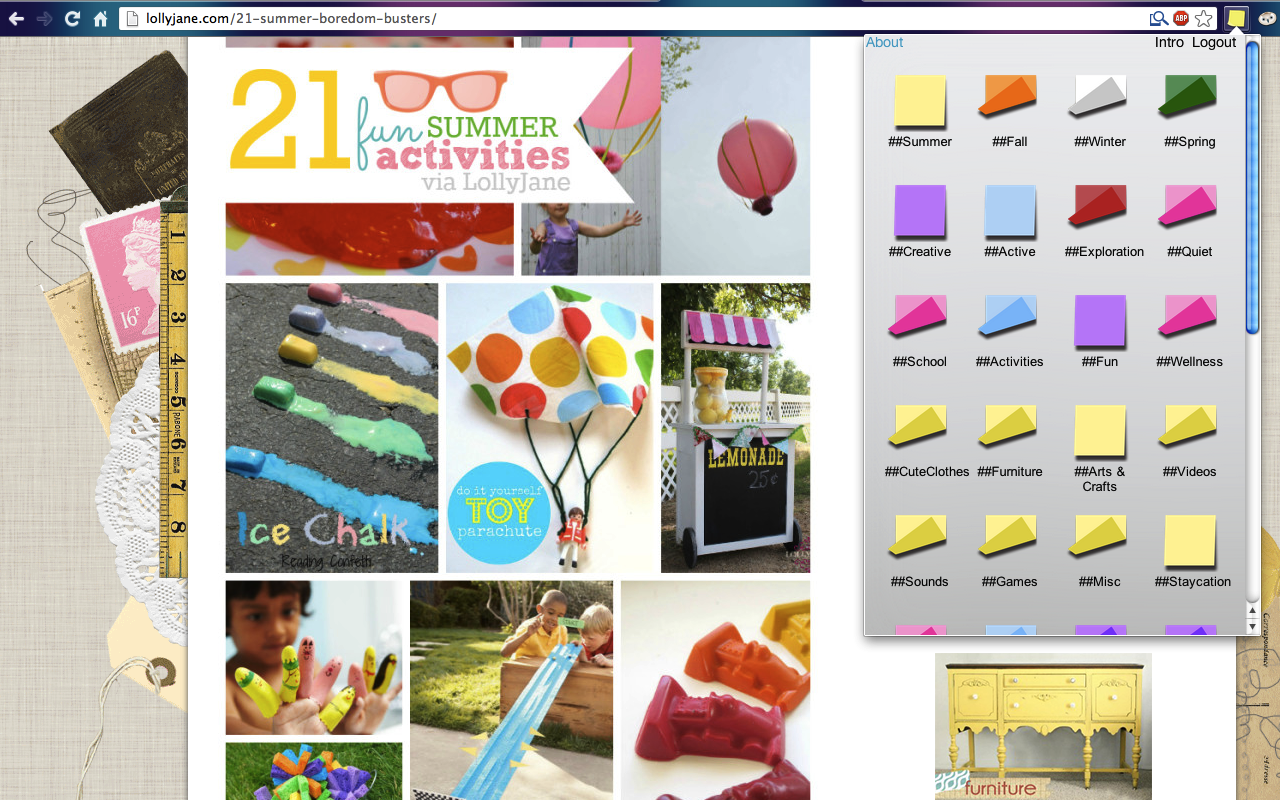 lollyjane.com/21-summer-boredom-busters/
ABP
21
fun SUMMER
activities
via LollyJane
Ice Chalk
Reading Confetti
do it yourself
TOY
parachute
LEMONADE
25¢
START
16P
1
2
3
4
5
6
7
8
About
Intro Logout
##Summer ##Fall ##Winter ##Spring
##Creative ##Active ##Exploration ##Quiet
##School ##Activities ##Fun ##Wellness
##CuteClothes ##Furniture ##Arts & Crafts ##Videos
##Sounds ##Games ##Misc ##Staycation
furniture
Correspondance